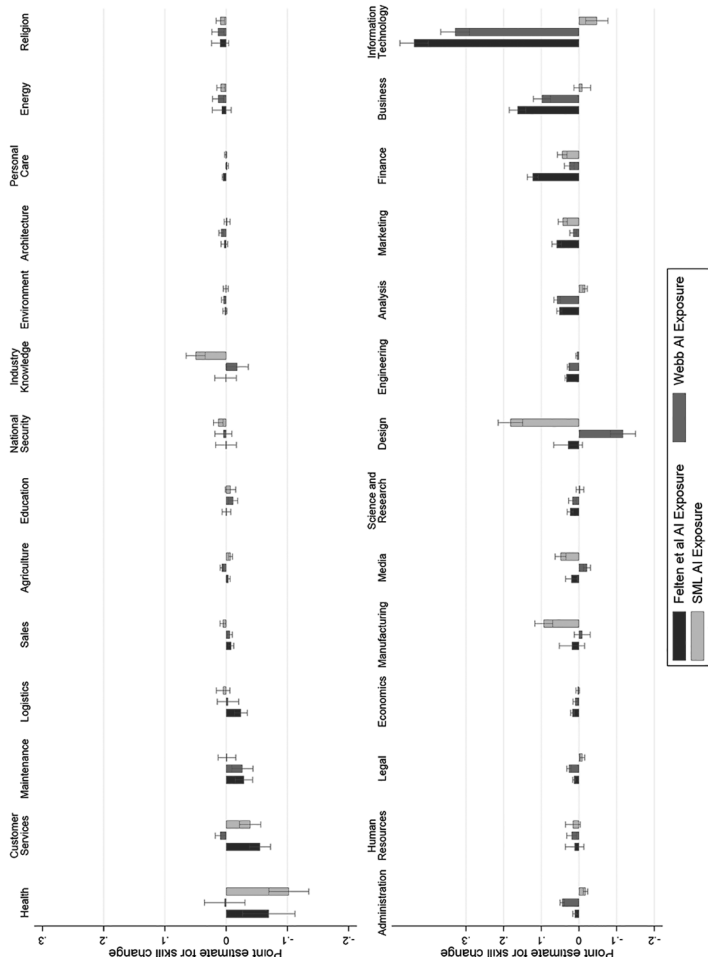 Religion
Energy
Personal
Care
Architecture
Environment
Industry
Knowledge
National
Security
Education
Agriculture
Sales
Logistics
Maintenance
Customer
Services
Health
.3
.2
.1
0
-.1
-.2
Point estimate for skill change
Information
Technology
Business
Finance
Marketing
Analysis
Engineering
Design
Science and
Research
Media
Manufacturing
Economics
Legal
Human
Resources
Administration
.3
.2
.1
0
-.1
-.2
Point estimate for skill change
Felten et al AI Exposure
Webb AI Exposure
SML AI Exposure